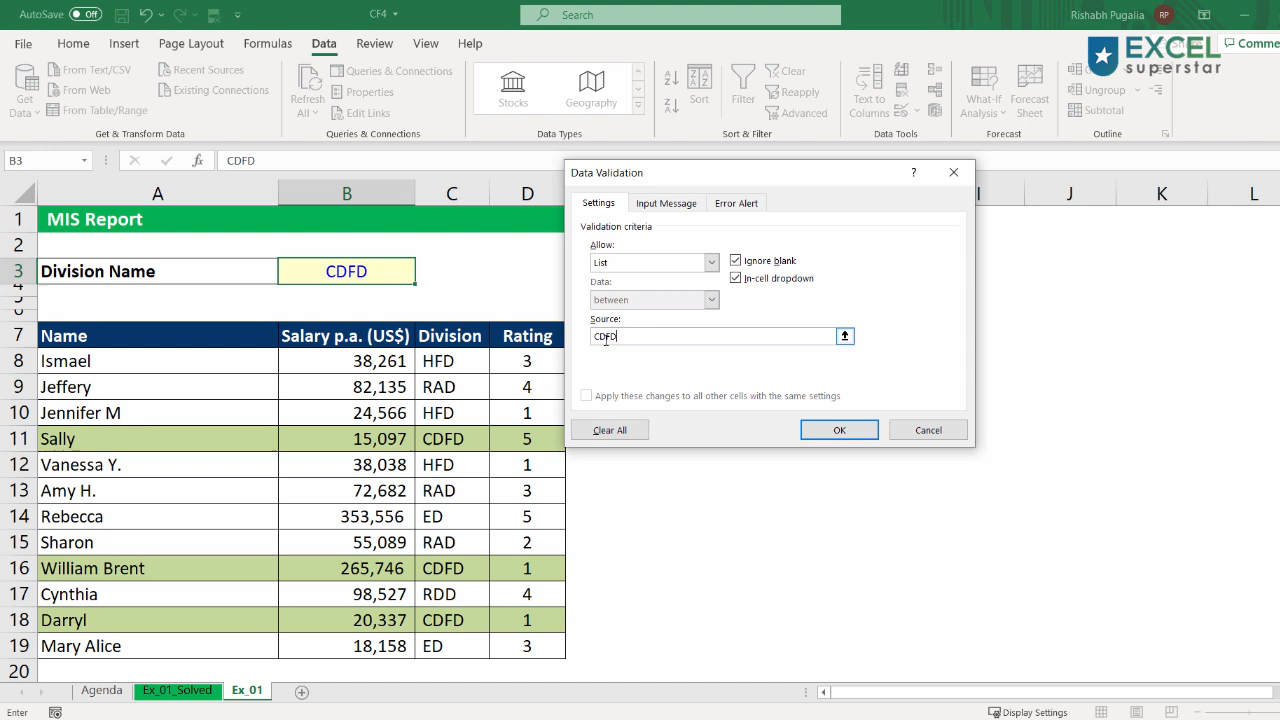 AutoSave Off CF4 Search Rishabh Pugalia RP
File Home Insert Page Layout Formulas Data Review View Help Comme
EXCEL superstar
Get Data From Text/CSV From Web From Table/Range Recent Sources Existing Connections
Refresh All Queries & Connections Properties Edit Links
Stocks Geography
Sort Filter Clear Reapply Advanced
Text to Columns What-If Analysis Forecast Sheet Ungroup Subtotal
Get & Transform Data Queries & Connections Data Types Sort & Filter Data Tools Forecast Outline
B3 fx CDFD
A B C D I J K L
1 MIS Report
2
3 Division Name CDFD
7 Name Salary p.a. (US$) Division Rating
8 Ismael 38,261 HFD 3
9 Jeffery 82,135 RAD 4
10 Jennifer M 24,566 HFD 1
11 Sally 15,097 CDFD 5
12 Vanessa Y. 38,038 HFD 1
13 Amy H. 72,682 RAD 3
14 Rebecca 353,556 ED 5
15 Sharon 55,089 RAD 2
16 William Brent 265,746 CDFD 1
17 Cynthia 98,527 RDD 4
18 Darryl 20,337 CDFD 1
19 Mary Alice 18,158 ED 3
20
Data Validation ?
Settings Input Message Error Alert
Validation criteria
Allow:
List Ignore blank
Data: In-cell dropdown
between
Source:
CDFD
Apply these changes to all other cells with the same settings
Clear All OK Cancel
Agenda Ex_01_Solved Ex_01
Enter Display Settings